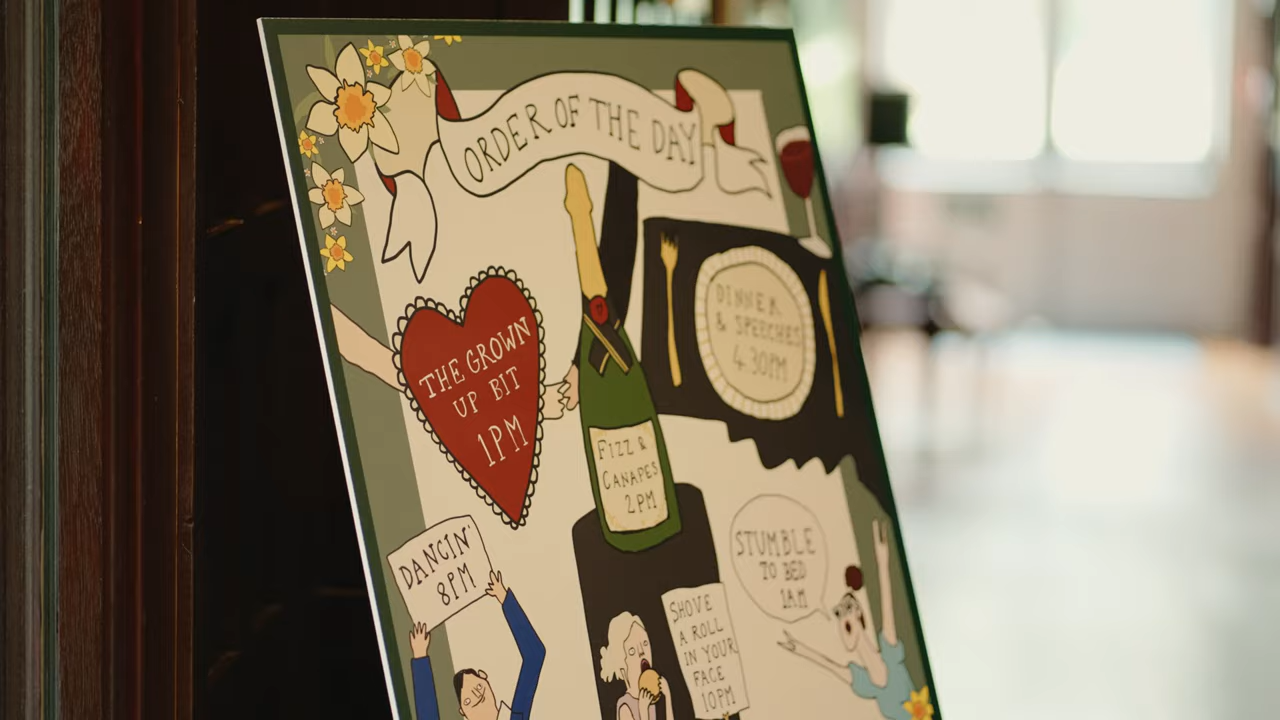 ORDER OF THE DAY
THE GROWN
UP BIT
1PM
FIZZ &
CANAPES
2PM
DINNER
& SPEECHES
4.30PM
DANCIN'
8PM
SHOVE
A ROLL
IN YOUR
FACE
10PM
STUMBLE
TO BED
1AM